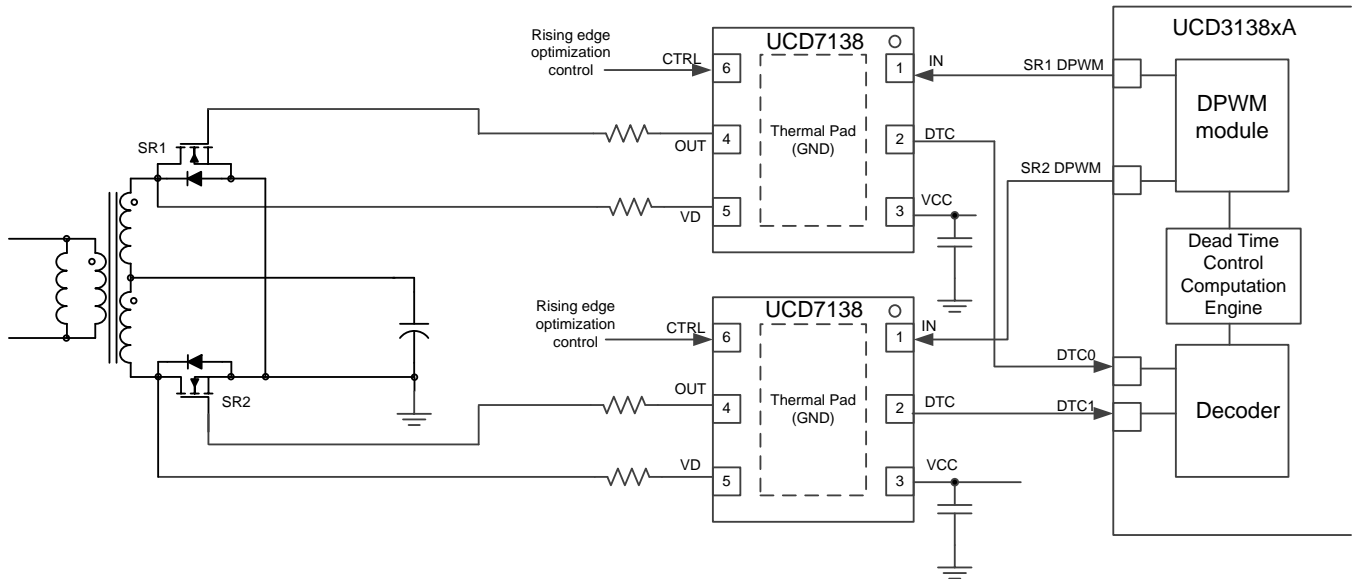 UCD7138
Rising edge
optimization
control
CTRL
6
1
IN
Thermal Pad
(GND)
4
OUT
2
DTC
5
VD
3
VCC
SR1
SR2
UCD7138
Rising edge
optimization
control
CTRL
6
1
IN
Thermal Pad
(GND)
OUT
4
2
DTC
VD
5
3
VCC
UCD3138xA
SR1 DPWM
DPWM
module
SR2 DPWM
Dead Time
Control
Computation
Engine
DTC0
DTC1
Decoder